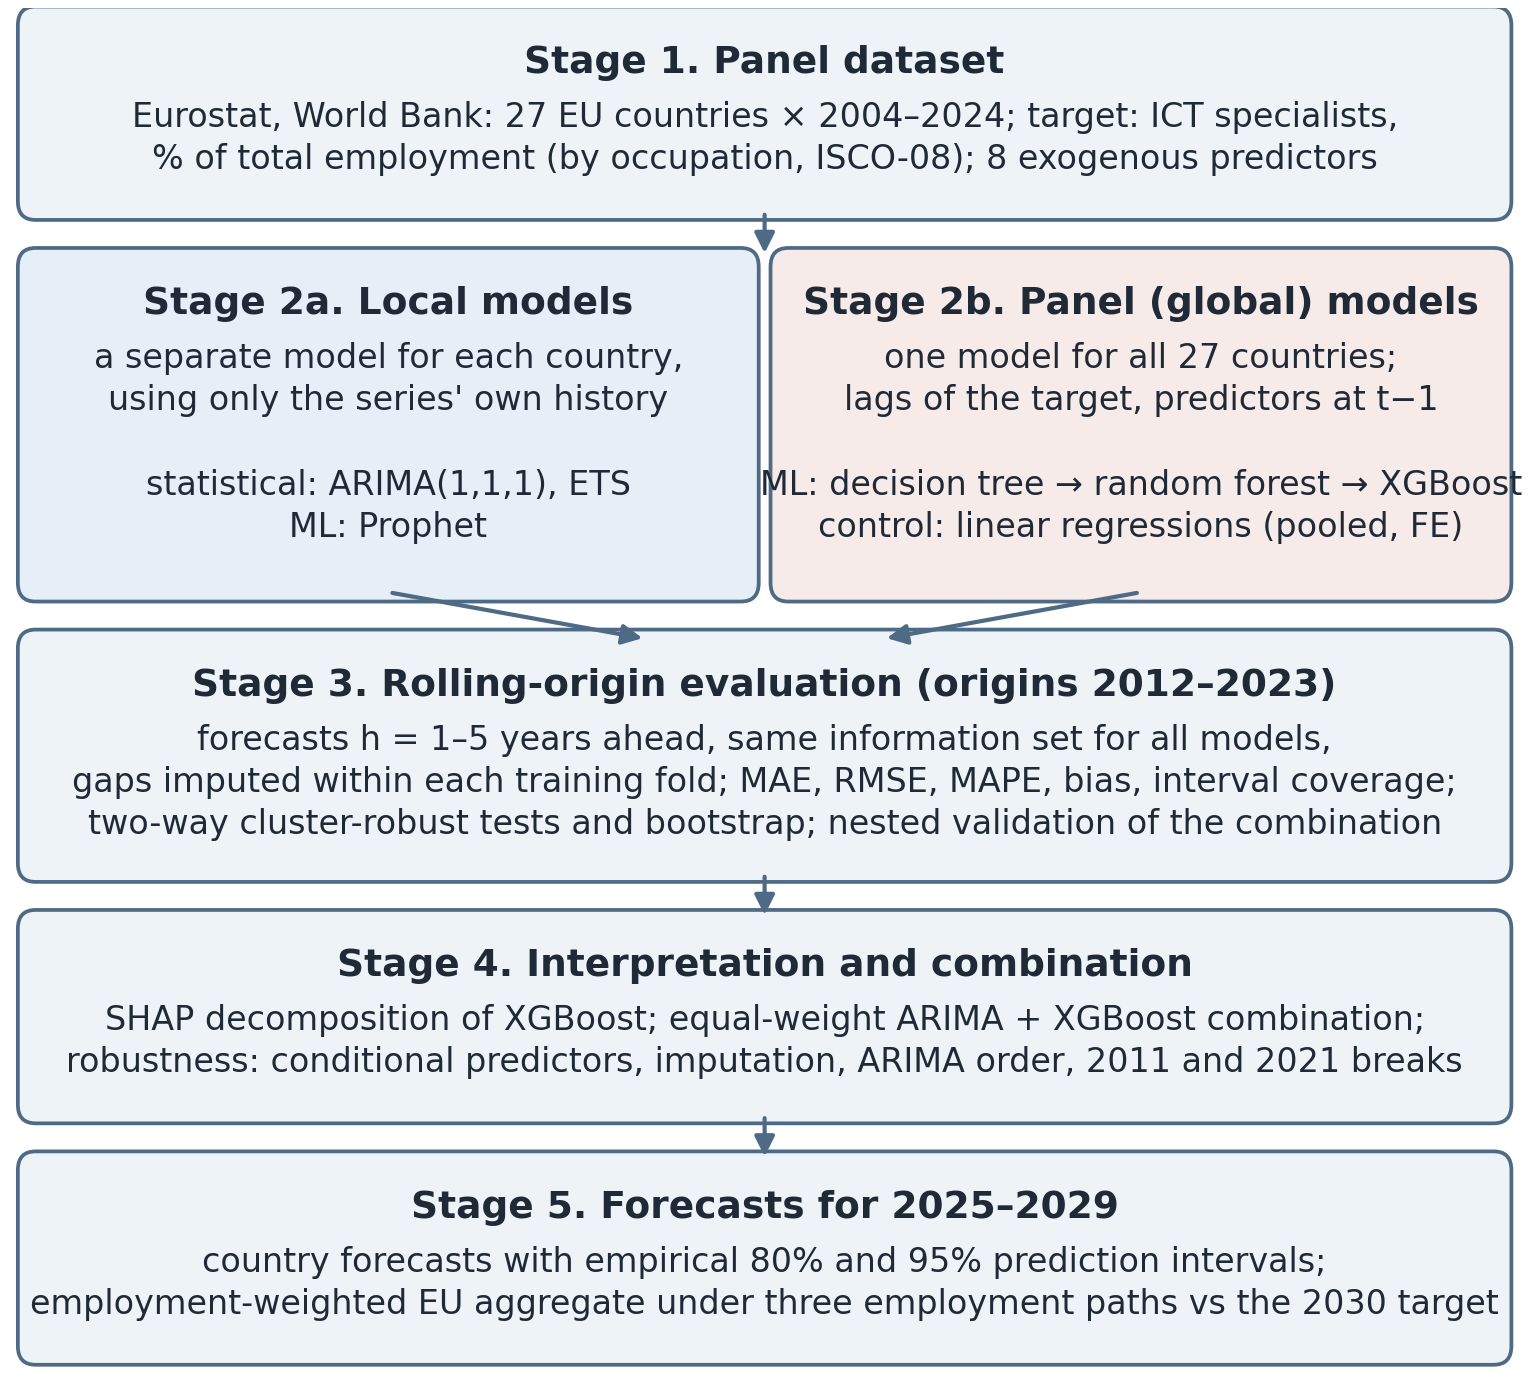 Stage 1. Panel dataset
Eurostat, World Bank: 27 EU countries × 2004–2024; target: ICT specialists,
% of total employment (by occupation, ISCO-08); 8 exogenous predictors
Stage 2a. Local models
a separate model for each country,
using only the series' own history
statistical: ARIMA(1,1,1), ETS
ML: Prophet
Stage 2b. Panel (global) models
one model for all 27 countries;
lags of the target, predictors at t−1
ML: decision tree → random forest → XGBoost
control: linear regressions (pooled, FE)
Stage 3. Rolling-origin evaluation (origins 2012–2023)
forecasts h = 1–5 years ahead, same information set for all models,
gaps imputed within each training fold; MAE, RMSE, MAPE, bias, interval coverage;
two-way cluster-robust tests and bootstrap; nested validation of the combination
Stage 4. Interpretation and combination
SHAP decomposition of XGBoost; equal-weight ARIMA + XGBoost combination;
robustness: conditional predictors, imputation, ARIMA order, 2011 and 2021 breaks
Stage 5. Forecasts for 2025–2029
country forecasts with empirical 80% and 95% prediction intervals;
employment-weighted EU aggregate under three employment paths vs the 2030 target